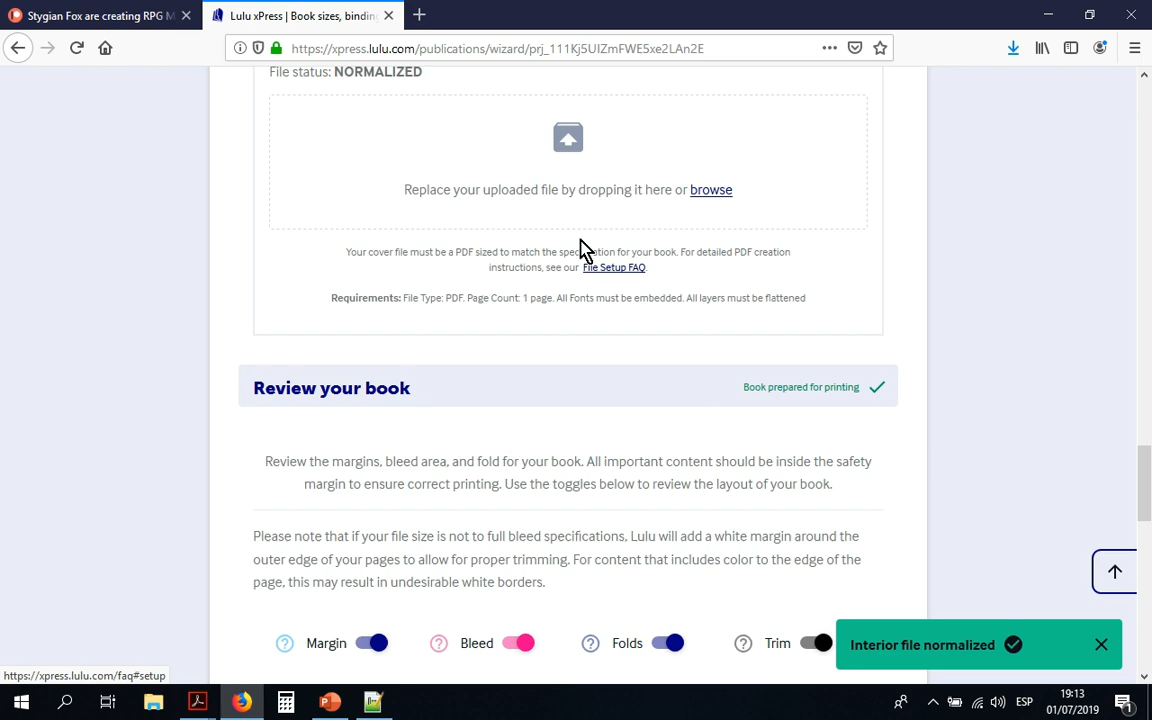 Stygian Fox are creating RPG M
Lulu xPress | Book sizes, bindin
https://xpress.lulu.com/publications/wizard/prj_111Kj5UIZmFWE5xe2LAn2E
File status: NORMALIZED
Replace your uploaded file by dropping it here or browse
Your cover file must be a PDF sized to match the specification for your book. For detailed PDF creation
instructions, see our File Setup FAQ.
Requirements: File Type: PDF. Page Count: 1 page. All Fonts must be embedded. All layers must be flattened
Review your book
Book prepared for printing
Review the margins, bleed area, and fold for your book. All important content should be inside the safety
margin to ensure correct printing. Use the toggles below to review the layout of your book.
Please note that if your file size is not to full bleed specifications, Lulu will add a white margin around the
outer edge of your pages to allow for proper trimming. For content that includes color to the edge of the
page, this may result in undesirable white borders.
Margin
Bleed
Folds
Trim
Interior file normalized
https://xpress.lulu.com/faq#setup
ESP
19:13
01/07/2019
1